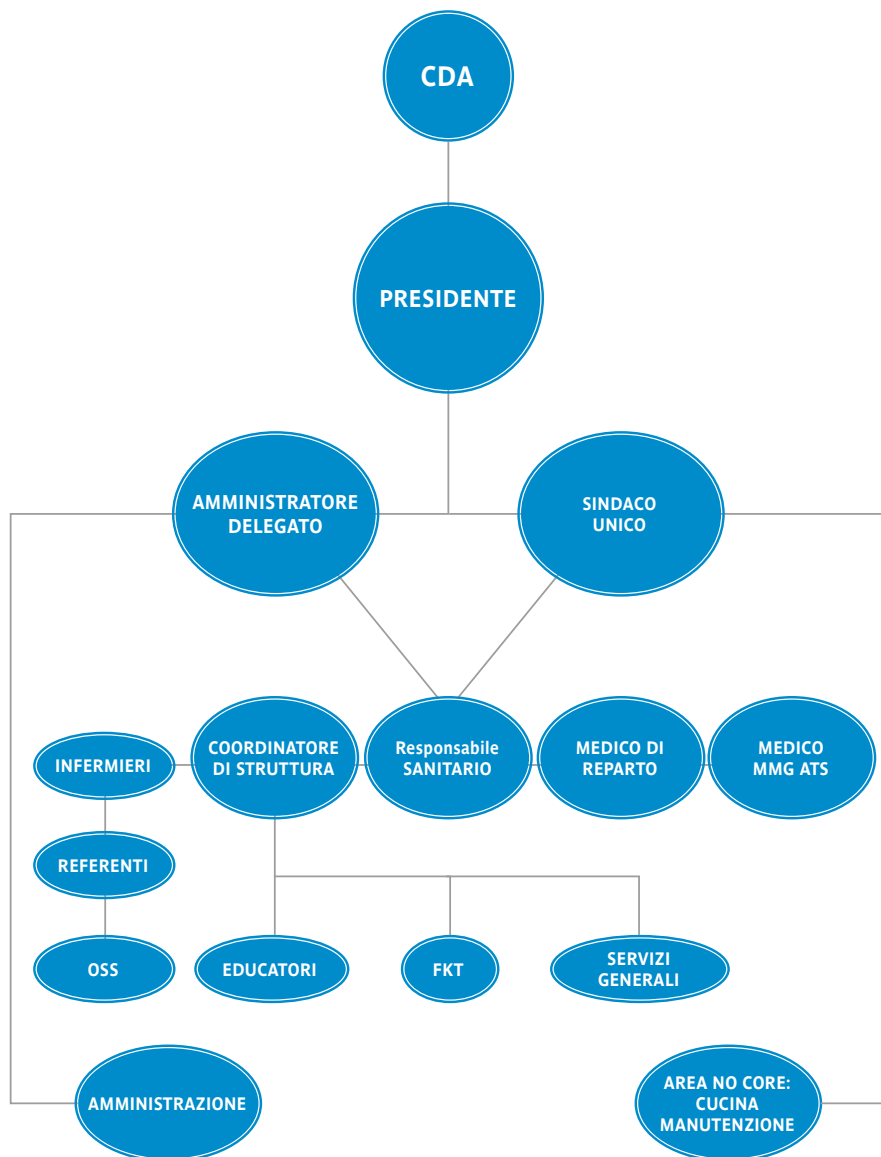 CDA
PRESIDENTE
AMMINISTRATORE
DELEGATO
SINDACO
UNICO
INFERMIERI
COORDINATORE
DI STRUTTURA
Responsabile
SANITARIO
MEDICO DI
REPARTO
MEDICO
MMG ATS
REFERENTI
OSS
EDUCATORI
FKT
SERVIZI
GENERALI
AMMINISTRAZIONE
AREA NO CORE:
CUCINA
MANUTENZIONE